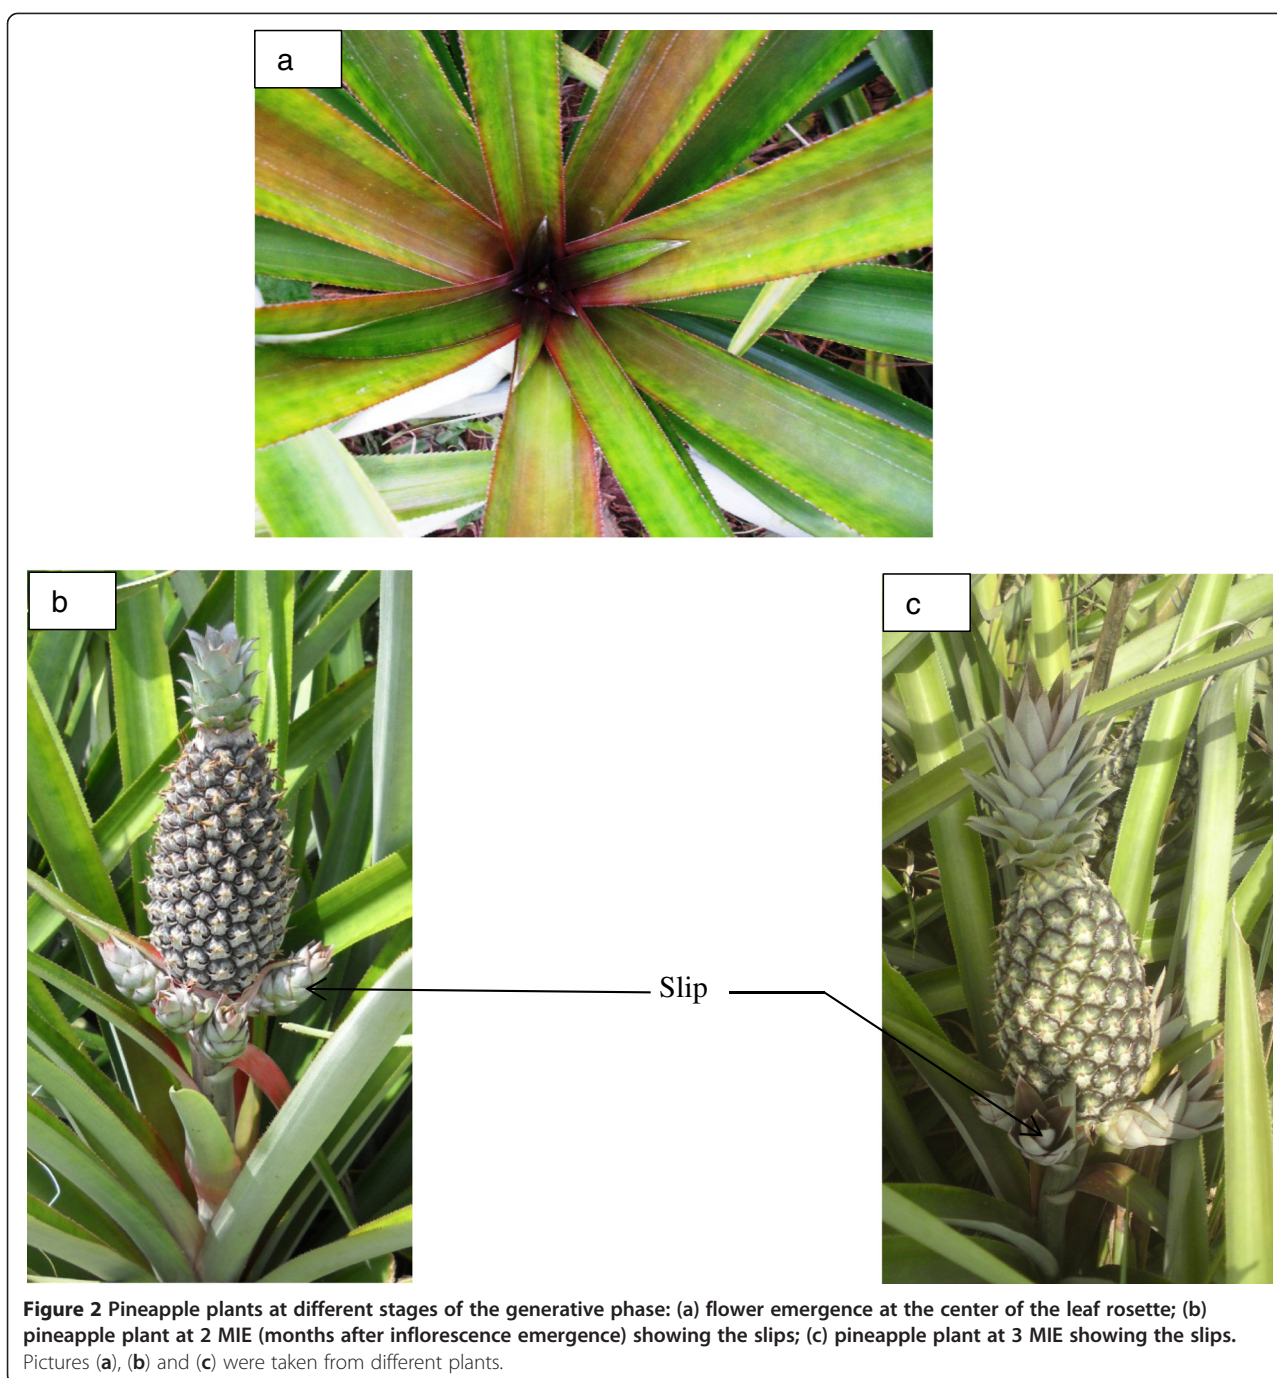 a
b
c
Slip
Figure 2 Pineapple plants at different stages of the generative phase: (a) flower emergence at the center of the leaf rosette; (b)
pineapple plant at 2 MIE (months after inflorescence emergence) showing the slips; (c) pineapple plant at 3 MIE showing the slips.
Pictures (a), (b) and (c) were taken from different plants.